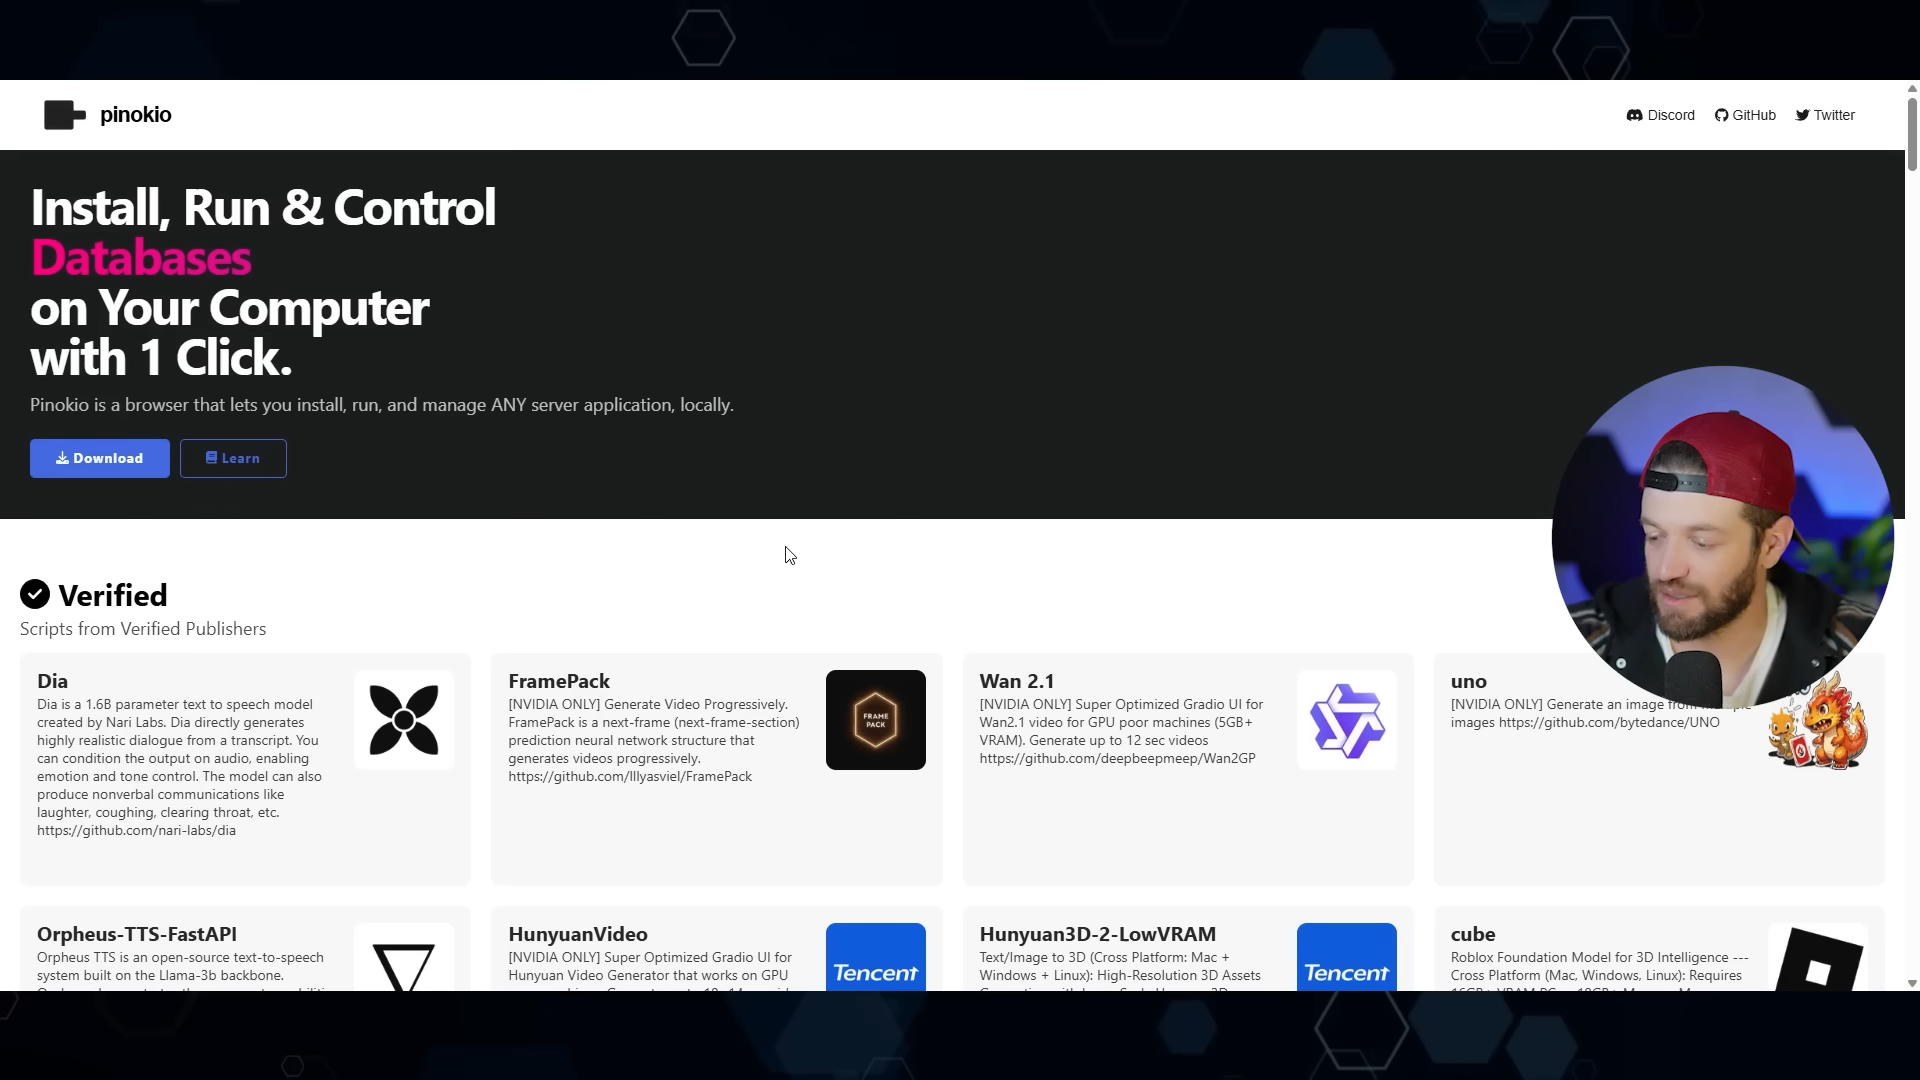 pinokio
Discord
GitHub
Twitter
Install, Run & Control
Databases
on Your Computer
with 1 Click.
Pinokio is a browser that lets you install, run, and manage ANY server application, locally.
Download
Learn
Verified
Scripts from Verified Publishers
Dia
Dia is a 1.6B parameter text to speech model
created by Nari Labs. Dia directly generates
highly realistic dialogue from a transcript. You
can condition the output on audio, enabling
emotion and tone control. The model can also
produce nonverbal communications like
laughter, coughing, clearing throat, etc.
https://github.com/nari-labs/dia
FramePack
[NVIDIA ONLY] Generate Video Progressively.
FramePack is a next-frame (next-frame-section)
prediction neural network structure that
generates videos progressively.
https://github.com/lllyasviel/FramePack
FRAME
PACK
Wan 2.1
[NVIDIA ONLY] Super Optimized Gradio UI for
Wan2.1 video for GPU poor machines (5GB+
VRAM). Generate up to 12 sec videos
https://github.com/deepbeepmeep/Wan2GP
uno
[NVIDIA ONLY] Generate an image from
images https://github.com/bytedance/UNO
Orpheus-TTS-FastAPI
Orpheus TTS is an open-source text-to-speech
system built on the Llama-3b backbone.
HunyuanVideo
[NVIDIA ONLY] Super Optimized Gradio UI for
Hunyuan Video Generator that works on GPU
Tencent
Hunyuan3D-2-LowVRAM
Text/Image to 3D (Cross Platform: Mac +
Windows + Linux): High-Resolution 3D Assets
Tencent
cube
Roblox Foundation Model for 3D Intelligence ---
Cross Platform (Mac, Windows, Linux): Requires